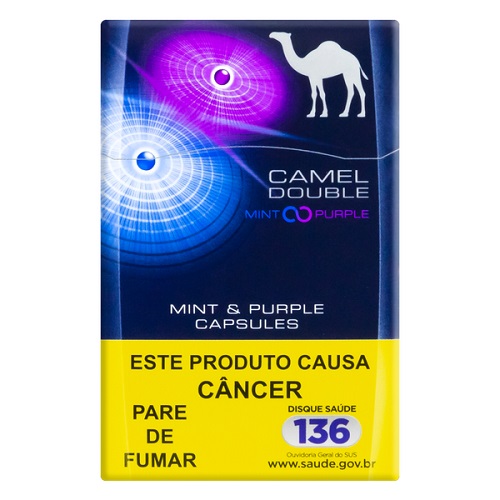 CAMEL
DOUBLE
MINT PURPLE
MINT & PURPLE
CAPSULES
ESTE PRODUTO CAUSA
CÂNCER
PARE
DE
FUMAR
DISQUE SAÚDE
136
Ouvidoria Geral do SUS
www.saude.gov.br